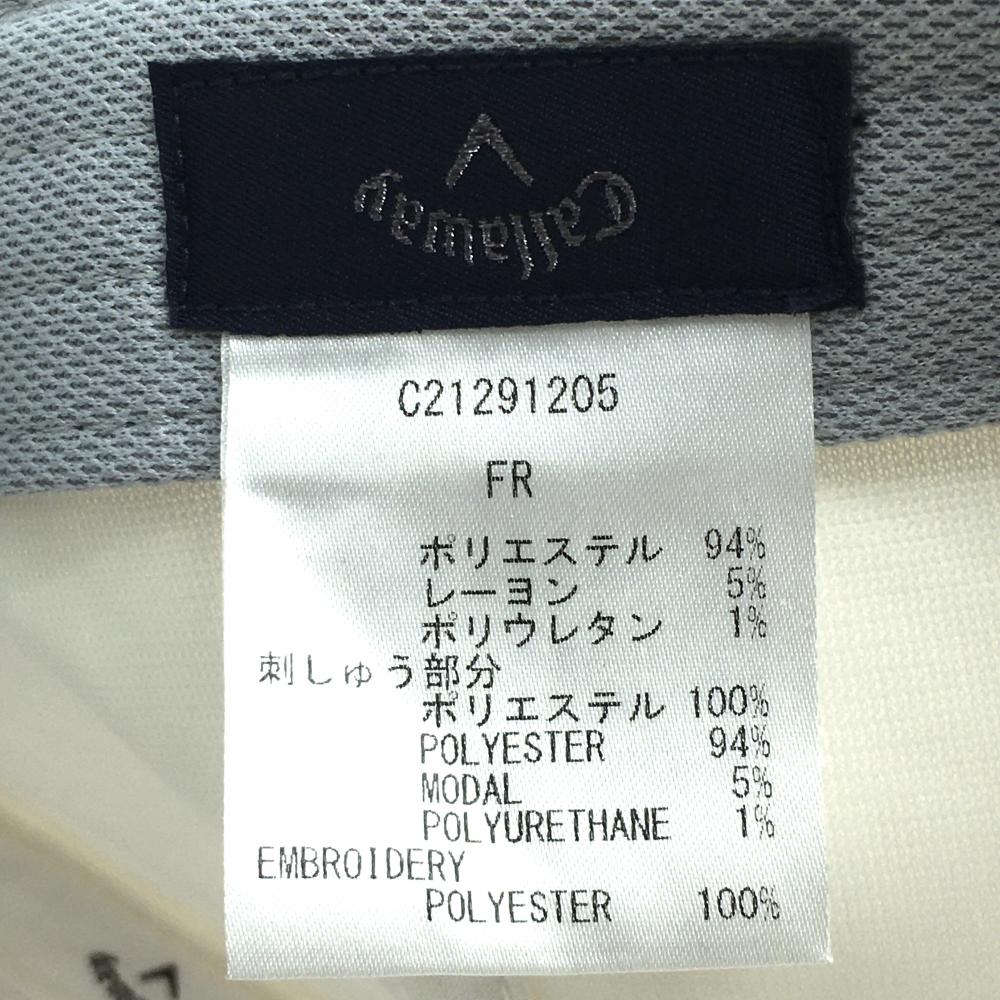 Callaway
C21291205
FR
ポリエステル 94%
レーヨン 5%
ポリウレタン 1%
刺しゅう部分
ポリエステル 100%
POLYESTER 94%
MODAL 5%
POLYURETHANE 1%
EMBROIDERY
POLYESTER 100%